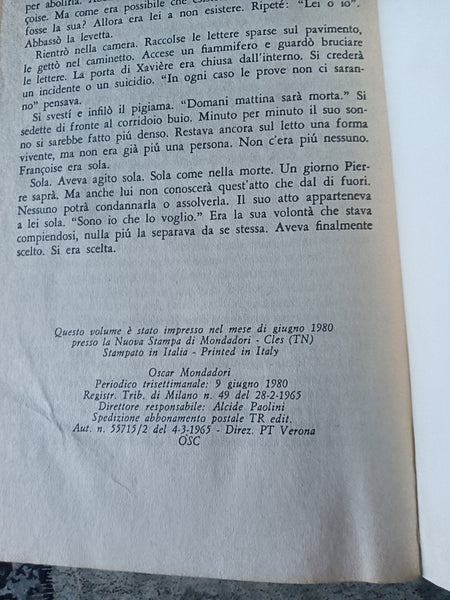 per abolirla.
çoise. Ma come era possibile che
fosse la sua? Allora era lei a non esistere. Ripeté: "Lei o io".
Abbassò la levetta.
Rientrò nella camera. Raccolse le lettere sparse sul pavimento,
le gettò nel caminetto. Accese un fiammifero e guardò bruciare
le lettere. La porta di Xavière era chiusa dall'interno. Si crederà
un incidente o un suicidio. "In ogni caso le prove non ci saran-
no" pensava.
Si svestí e infilò il pigiama. "Domani mattina sarà morta." Si
sedette di fronte al corridoio buio. Minuto per minuto il suo son-
no si sarebbe fatto piú denso. Restava ancora sul letto una forma
vivente, ma non era già piú una persona. Non c'era piú nessuno.
Françoise era sola.
Sola. Aveva agito sola. Sola come nella morte. Un giorno Pier-
re saprà. Ma anche lui non conoscerà quest'atto che dal di fuori.
Nessuno potrà condannarla o assolverla. Il suo atto apparteneva
a lei sola. "Sono io che lo voglio." Era la sua volontà che stava
compiendosi, nulla piú la separava da se stessa. Aveva finalmente
scelto. Si era scelta.
Questo volume è stato impresso nel mese di giugno 1980
presso la Nuova Stampa di Mondadori - Cles (TN)
Stampato in Italia - Printed in Italy
Oscar Mondadori
Periodico trisettimanale: 9 giugno 1980
Registr. Trib. di Milano n. 49 del 28-2-1965
Direttore responsabile: Alcide Paolini
Spedizione abbonamento postale TR edit.
Aut. n. 55715/2 del 4-3-1965 - Direz. PT Verona
OSC